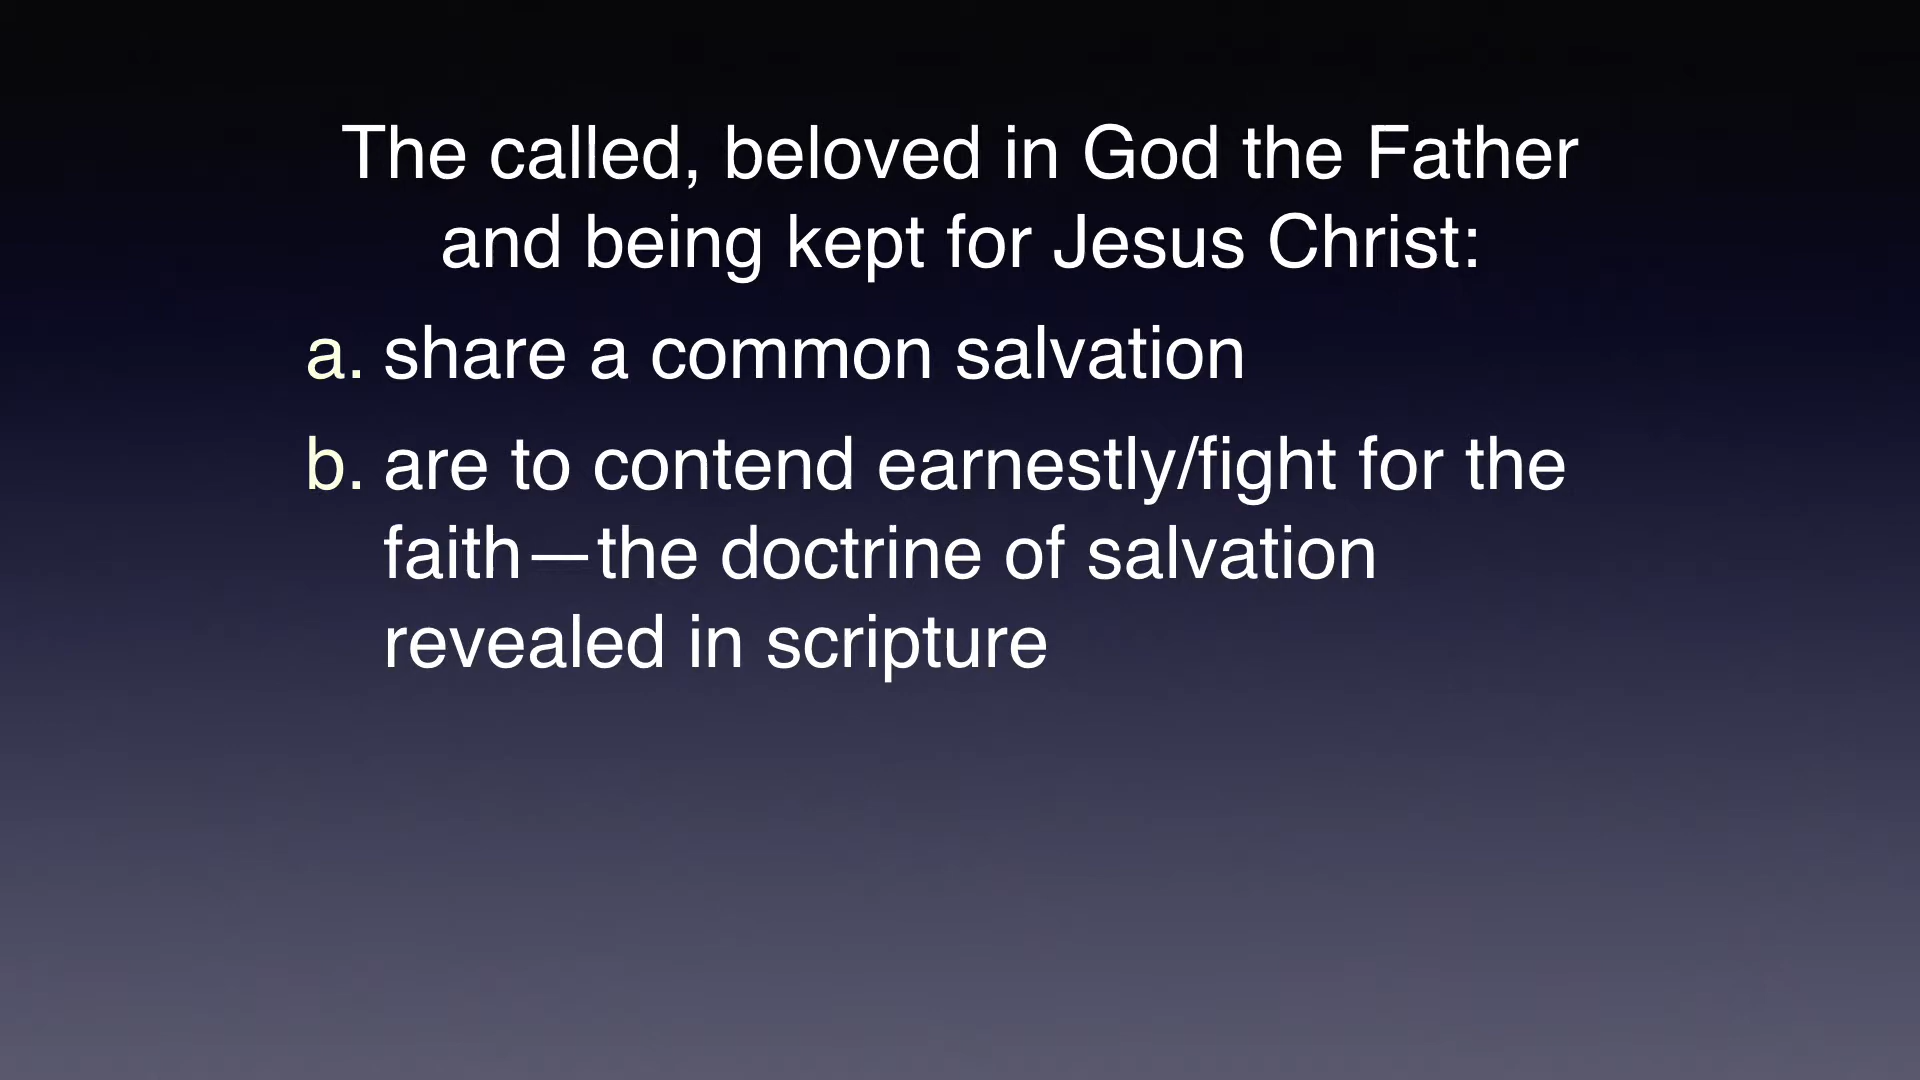 The called, beloved in God the Father
and being kept for Jesus Christ:
a. share a common salvation
b. are to contend earnestly/fight for the
faith—the doctrine of salvation
revealed in scripture